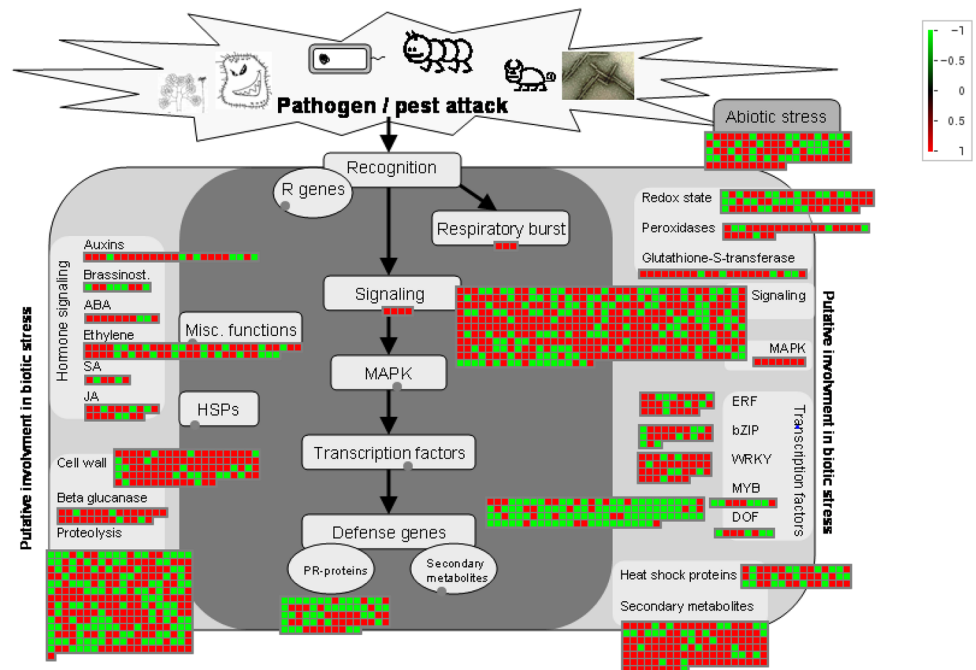 Pathogen / pest attack
-1
-0.5
0
0.5
1
Abiotic stress
Recognition
R genes
Respiratory burst
Redox state
Peroxidases
Glutathione-S-transferase
Signaling
MAPK
Putative involvment in biotic stress
Hormone signaling
Auxins
Brassinost.
ABA
Ethylene
SA
JA
Misc. functions
HSPs
Signaling
MAPK
Transcription factors
Defense genes
PR-proteins
Secondary
metabolites
Cell wall
Beta glucanase
Proteolysis
ERF
bZIP
WRKY
MYB
DOF
Transcription factors
Putative involvment in biotic stress
Heat shock proteins
Secondary metabolites